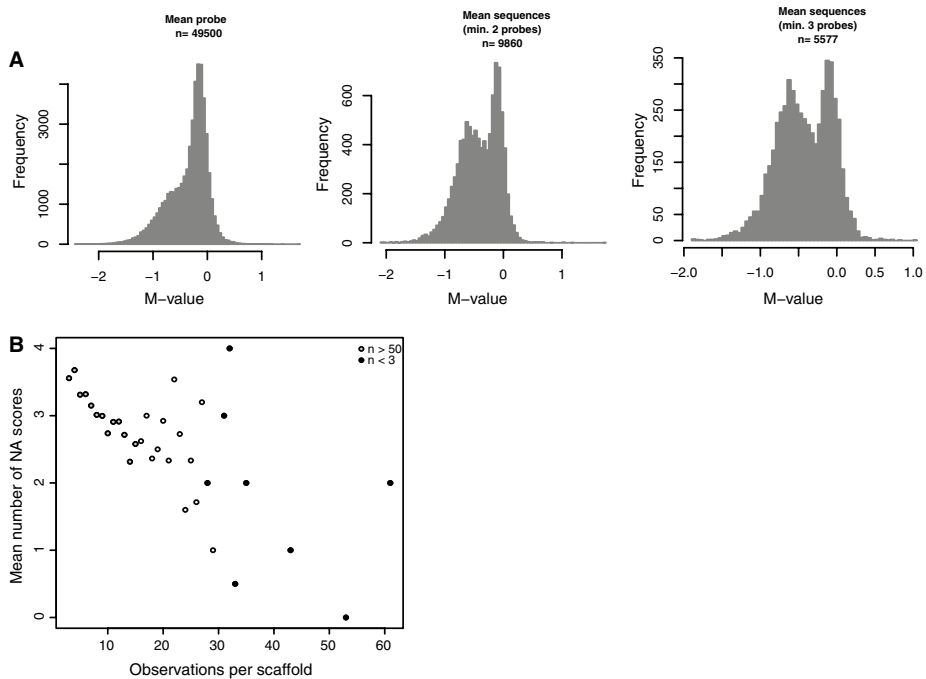 A
Mean probe
n= 49500
Frequency
0
1000
3000
−2
−1
0
1
M−value
Mean sequences
(min. 2 probes)
n= 9860
Frequency
0
200
400
600
−2
−1
0
1
M−value
Mean sequences
(min. 3 probes)
n= 5577
Frequency
0
50
150
250
350
−2.0
−1.0
0.0
0.5
1.0
M−value
B
n > 50
n < 3
Mean number of NA scores
0
1
2
3
4
10
20
30
40
50
60
Observations per scaffold